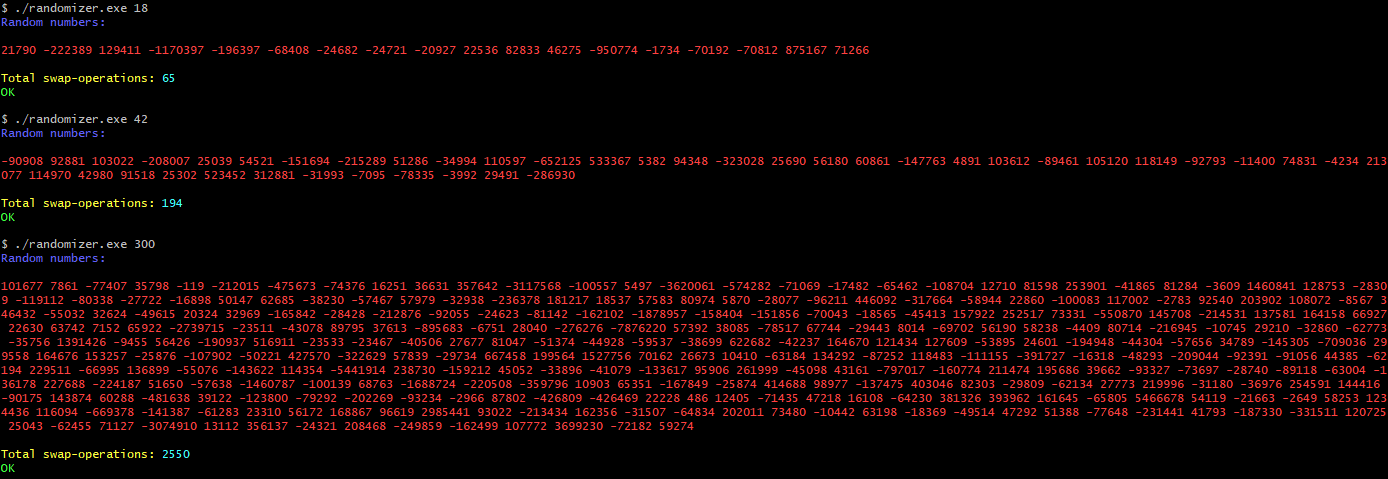 $ ./randomizer.exe 18
Random numbers:
21790 -222389 129411 -1170397 -196397 -68408 -24682 -24721 -20927 22536 82833 46275 -950774 -1734 -70192 -70812 875167 71266
Total swap-operations: 65
OK
$ ./randomizer.exe 42
Random numbers:
-90908 92881 103022 -208007 25039 54521 -151694 -215289 51286 -34994 110597 -652125 533367 5382 94348 -323028 25690 56180 60861 -147763 4891 103612 -89461 105120 118149 -92793 -11400 74831 -4234 213
077 114970 42980 91518 25302 523452 312881 -31993 -7095 -78335 -3992 29491 -286930
Total swap-operations: 194
OK
$ ./randomizer.exe 300
Random numbers:
101677 7861 -77407 35798 -119 -212015 -475673 -74376 16251 36631 357642 -3117568 -100557 5497 -3620061 -574282 -71069 -17482 -65462 -108704 12710 81598 253901 -41865 81284 -3609 1460841 128753 -2830
9 -119112 -80338 -27722 -16898 50147 62685 -38230 -57467 57979 -32938 -236378 181217 18537 57583 80974 5870 -28077 -96211 446092 -317664 -58944 22860 -100083 117002 -2783 92540 203902 108072 -8567 3
46432 -55032 32624 -49615 20324 32969 -165842 -28428 -212876 -92055 -24623 -81142 -162102 -1878957 -158404 -151856 -70043 -18565 -45413 157922 252517 73331 -550870 145708 -214531 137581 164158 66927
22630 63742 7152 65922 -2739715 -23511 -43078 89795 37613 -895683 -6751 28040 -276276 -7876220 57392 38085 -78517 67744 -29443 8014 -69702 56190 58238 -4409 80714 -216945 -10745 29210 -32860 -62773
-35756 1391426 -9455 56426 -190937 516911 -23533 -23467 -40506 27677 81047 -51374 -44928 -59537 -38699 622682 -42237 164670 121434 127609 -53895 24601 -194948 -44304 -57656 34789 -145305 -709036 29
9558 164676 153257 -25876 -107902 -50221 427570 -322629 57839 -29734 667458 199564 1527756 70162 26673 10410 -63184 134292 -87252 118483 -111155 -391727 -16318 -48293 -209044 -92391 -91056 44385 -62
194 229511 -66995 136899 -55076 -143622 114354 -5441914 238730 -159212 45052 -33896 -41079 -133617 95906 261999 -45098 43161 -797017 -160774 211474 195686 39662 -93327 -73697 -28740 -89118 -63004 -1
36178 227688 -224187 51650 -57638 -1460787 -100139 68763 -1688724 -220508 -359796 10903 65351 -167849 -25874 414688 98977 -137475 403046 82303 -29809 -62134 27773 219996 -31180 -36976 254591 144416
-90175 143874 60288 -481638 39122 -123800 -79292 -202269 -93234 -2966 87802 -426809 -426469 22228 486 12405 -71435 47218 16108 -64230 381326 393962 161645 -65805 5466678 54119 -21663 -2649 58253 123
4436 116094 -669378 -141387 -61283 23310 56172 168867 96619 2985441 93022 -213434 162356 -31507 -64834 202011 73480 -10442 63198 -18369 -49514 47292 51388 -77648 -231441 41793 -187330 -331511 120725
25043 -62455 71127 -3074910 13112 356137 -24321 208468 -249859 -162499 107772 3699230 -72182 59274
Total swap-operations: 2550
OK